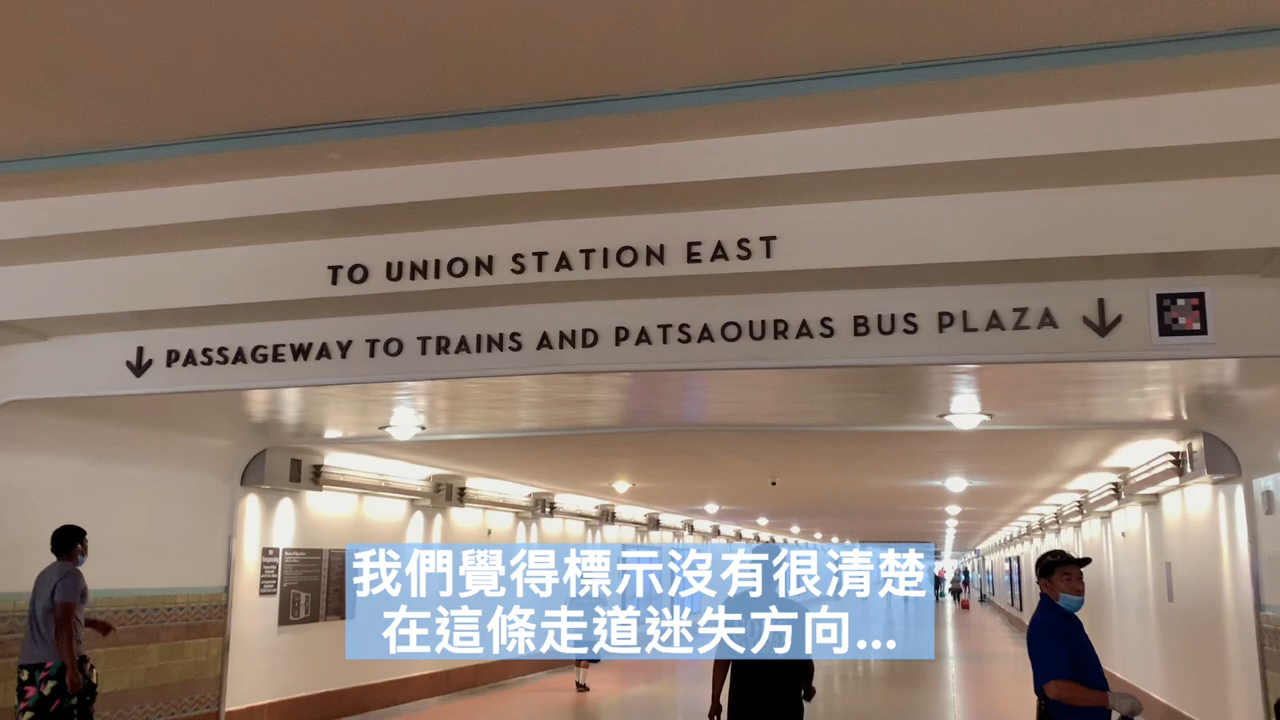 TO UNION STATION EAST
↓ PASSAGEWAY TO TRAINS AND PATSAOURAS BUS PLAZA ↓
我們覺得標示沒有很清楚
在這條走道迷失方向...